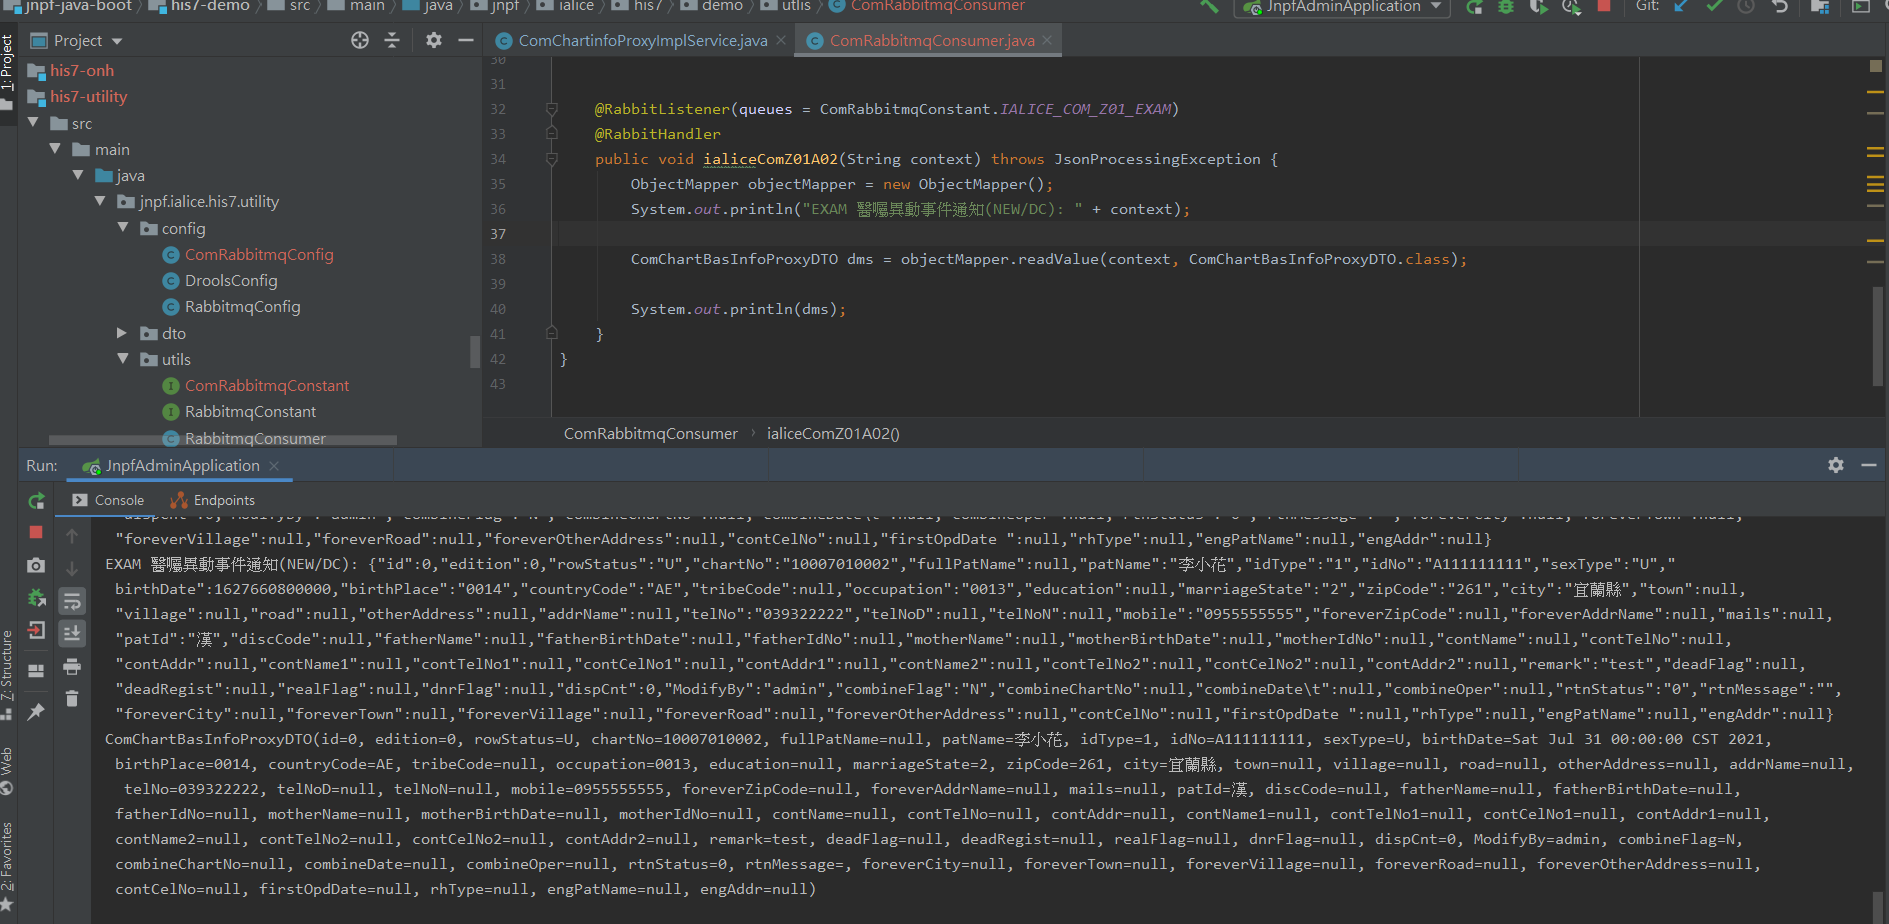 jnpf-java-boot his7-demo src main java jnpf ialice his7 demo utils ComRabbitmqConsumer JnpfAdminApplication Git:
1: Project
Project
ComChartinfoProxyImplService.java
ComRabbitmqConsumer.java
his7-onh
his7-utility
src
main
java
jnpf.ialice.his7.utility
config
ComRabbitmqConfig
DroolsConfig
RabbitmqConfig
dto
utils
ComRabbitmqConstant
RabbitmqConstant
RabbitmqConsumer
30
31
32 @RabbitListener(queues = ComRabbitmqConstant.IALICE_COM_Z01_EXAM)
33 @RabbitHandler
34 public void ialiceComZ01A02(String context) throws JsonProcessingException {
35 ObjectMapper objectMapper = new ObjectMapper();
36 System.out.println("EXAM 醫囑異動事件通知(NEW/DC): " + context);
37
38 ComChartBasInfoProxyDTO dms = objectMapper.readValue(context, ComChartBasInfoProxyDTO.class);
39
40 System.out.println(dms);
41 }
42 }
43
ComRabbitmqConsumer › ialiceComZ01A02()
Run: JnpfAdminApplication
Console Endpoints
"foreverVillage":null,"foreverRoad":null,"foreverOtherAddress":null,"contCelNo":null,"firstOpdDate ":null,"rhType":null,"engPatName":null,"engAddr":null}
EXAM 醫囑異動事件通知(NEW/DC): {"id":0,"edition":0,"rowStatus":"U","chartNo":"10007010002","fullPatName":null,"patName":"李小花","idType":"1","idNo":"A111111111","sexType":"U","
birthDate":1627660800000,"birthPlace":"0014","countryCode":"AE","tribeCode":null,"occupation":"0013","education":null,"marriageState":"2","zipCode":"261","city":"宜蘭縣","town":null,
"village":null,"road":null,"otherAddress":null,"addrName":null,"telNo":"039322222","telNoD":null,"telNoN":null,"mobile":"0955555555","foreverZipCode":null,"foreverAddrName":null,"mails":null,
"patId":"漢","discCode":null,"fatherName":null,"fatherBirthDate":null,"fatherIdNo":null,"motherName":null,"motherBirthDate":null,"motherIdNo":null,"contName":null,"contTelNo":null,
"contAddr":null,"contName1":null,"contTelNo1":null,"contCelNo1":null,"contAddr1":null,"contName2":null,"contTelNo2":null,"contCelNo2":null,"contAddr2":null,"remark":"test","deadFlag":null,
"deadRegist":null,"realFlag":null,"dnrFlag":null,"dispCnt":0,"ModifyBy":"admin","combineFlag":"N","combineChartNo":null,"combineDate\t":null,"combineOper":null,"rtnStatus":"0","rtnMessage":"",
"foreverCity":null,"foreverTown":null,"foreverVillage":null,"foreverRoad":null,"foreverOtherAddress":null,"contCelNo":null,"firstOpdDate ":null,"rhType":null,"engPatName":null,"engAddr":null}
ComChartBasInfoProxyDTO(id=0, edition=0, rowStatus=U, chartNo=10007010002, fullPatName=null, patName=李小花, idType=1, idNo=A111111111, sexType=U, birthDate=Sat Jul 31 00:00:00 CST 2021,
birthPlace=0014, countryCode=AE, tribeCode=null, occupation=0013, education=null, marriageState=2, zipCode=261, city=宜蘭縣, town=null, village=null, road=null, otherAddress=null, addrName=null,
telNo=039322222, telNoD=null, telNoN=null, mobile=0955555555, foreverZipCode=null, foreverAddrName=null, mails=null, patId=漢, discCode=null, fatherName=null, fatherBirthDate=null,
fatherIdNo=null, motherName=null, motherBirthDate=null, motherIdNo=null, contName=null, contTelNo=null, contAddr=null, contName1=null, contTelNo1=null, contCelNo1=null, contAddr1=null,
contName2=null, contTelNo2=null, contCelNo2=null, contAddr2=null, remark=test, deadFlag=null, deadRegist=null, realFlag=null, dnrFlag=null, dispCnt=0, ModifyBy=admin, combineFlag=N,
combineChartNo=null, combineDate=null, combineOper=null, rtnStatus=0, rtnMessage=, foreverCity=null, foreverTown=null, foreverVillage=null, foreverRoad=null, foreverOtherAddress=null,
contCelNo=null, firstOpdDate=null, rhType=null, engPatName=null, engAddr=null)
7: Structure
Web
2: Favorites